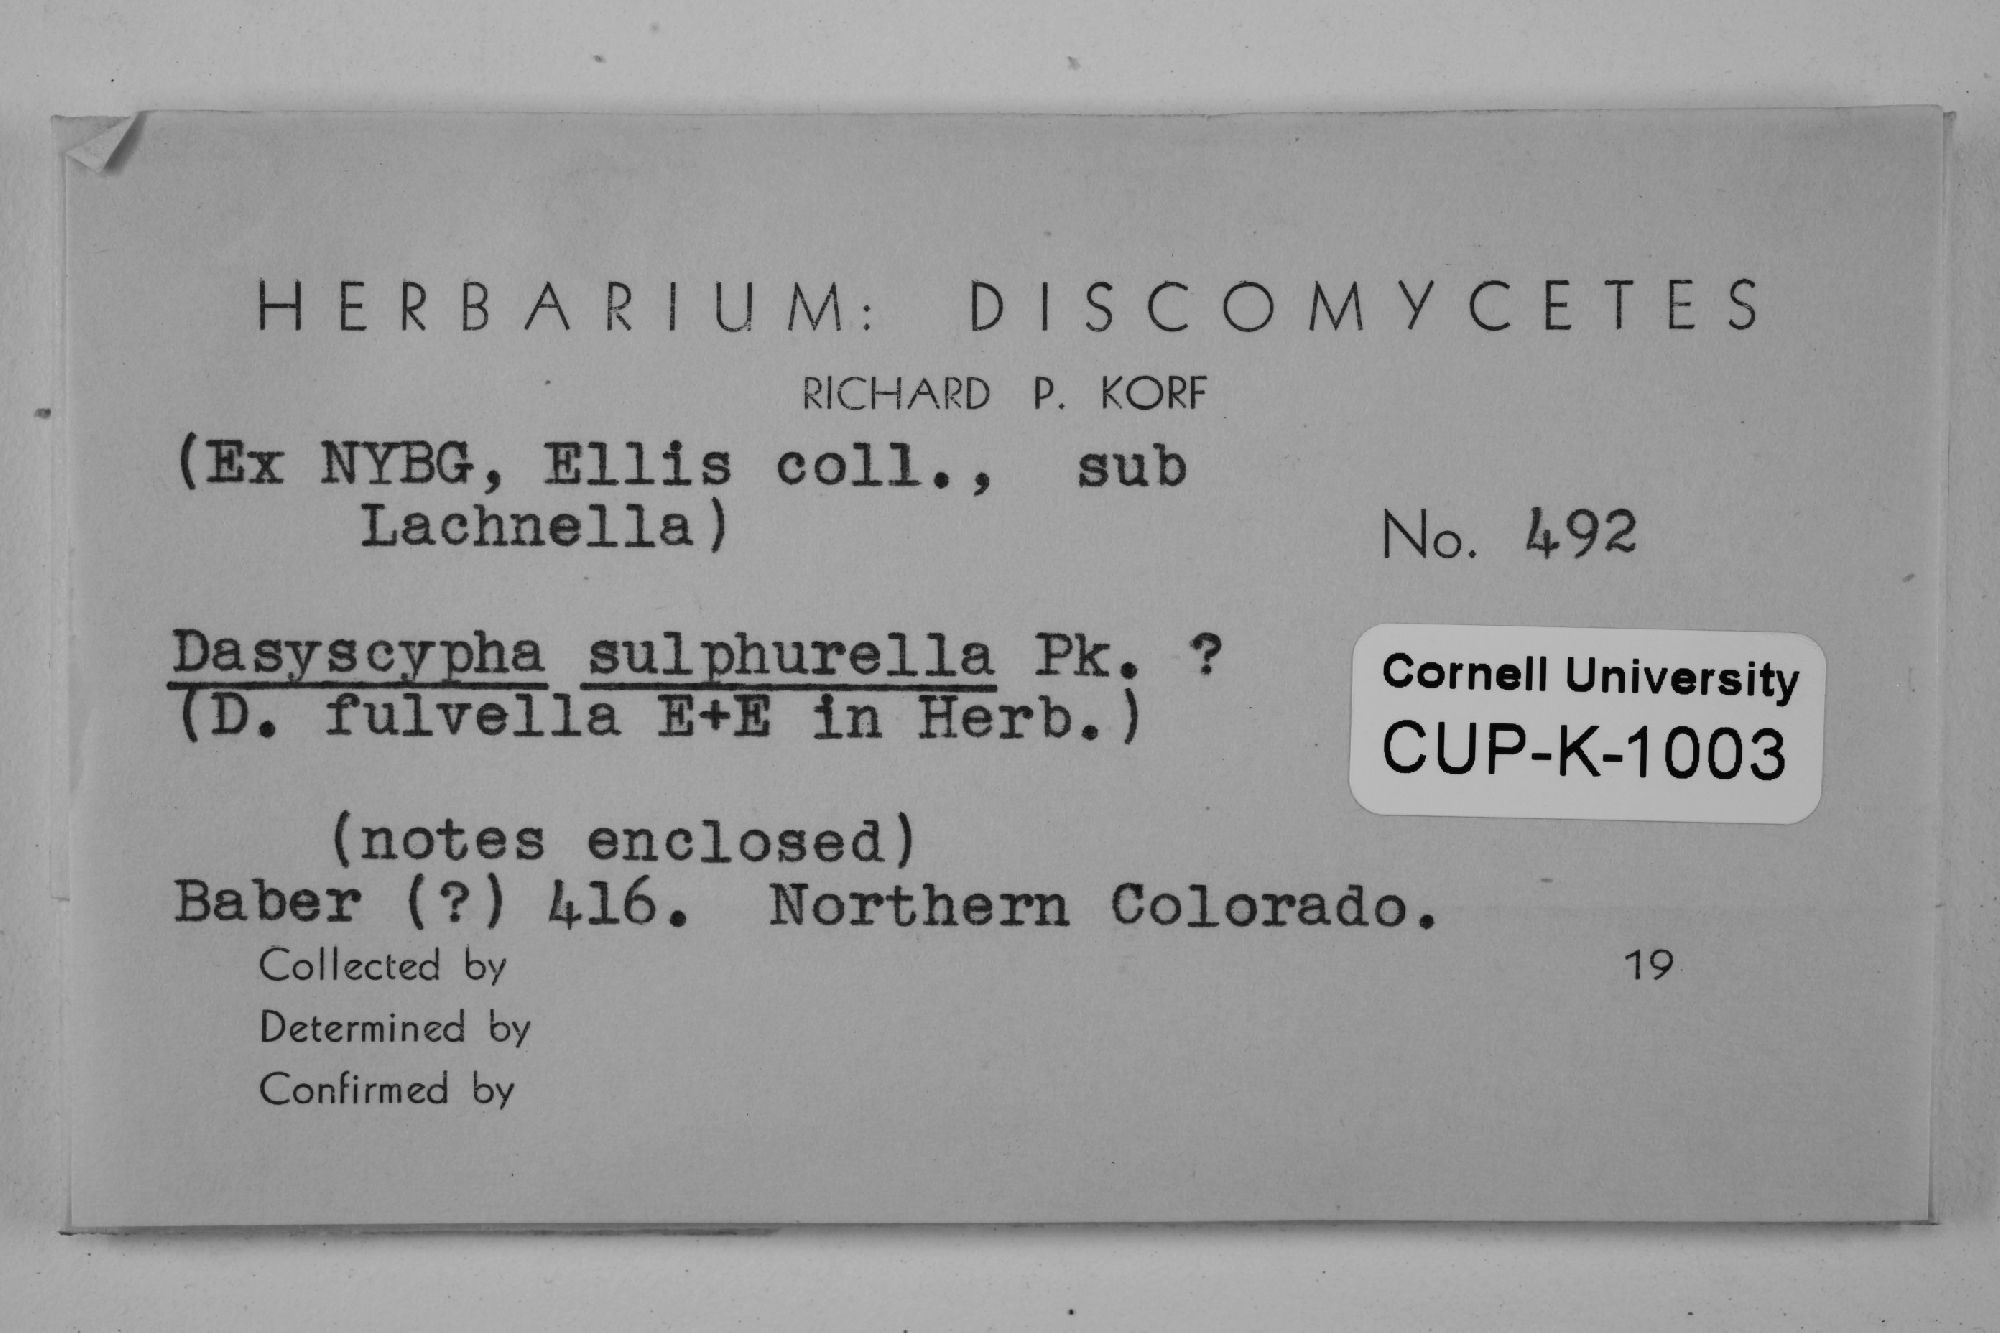 HERBARIUM: DISCOMYCETES
RICHARD P. KORF
(Ex NYBG, Ellis coll., sub
Lachnella)
No. 492
Dasyscypha sulphurella Pk. ?
(D. fulvella E+E in Herb.)
Cornell University
CUP-K-1003
(notes enclosed)
Baber (?) 416. Northern Colorado.
Collected by 19
Determined by
Confirmed by